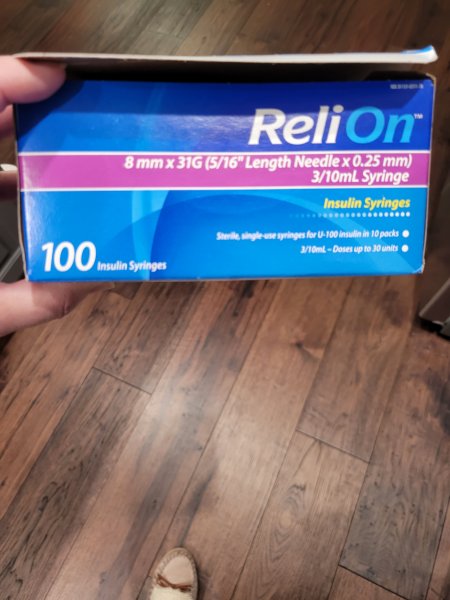 ReliOn™
8 mm x 31G (5/16" Length Needle x 0.25 mm)
3/10mL Syringe
Insulin Syringes
Sterile, single-use syringes for U-100 insulin in 10 packs
3/10mL – Doses up to 30 units
100 Insulin Syringes